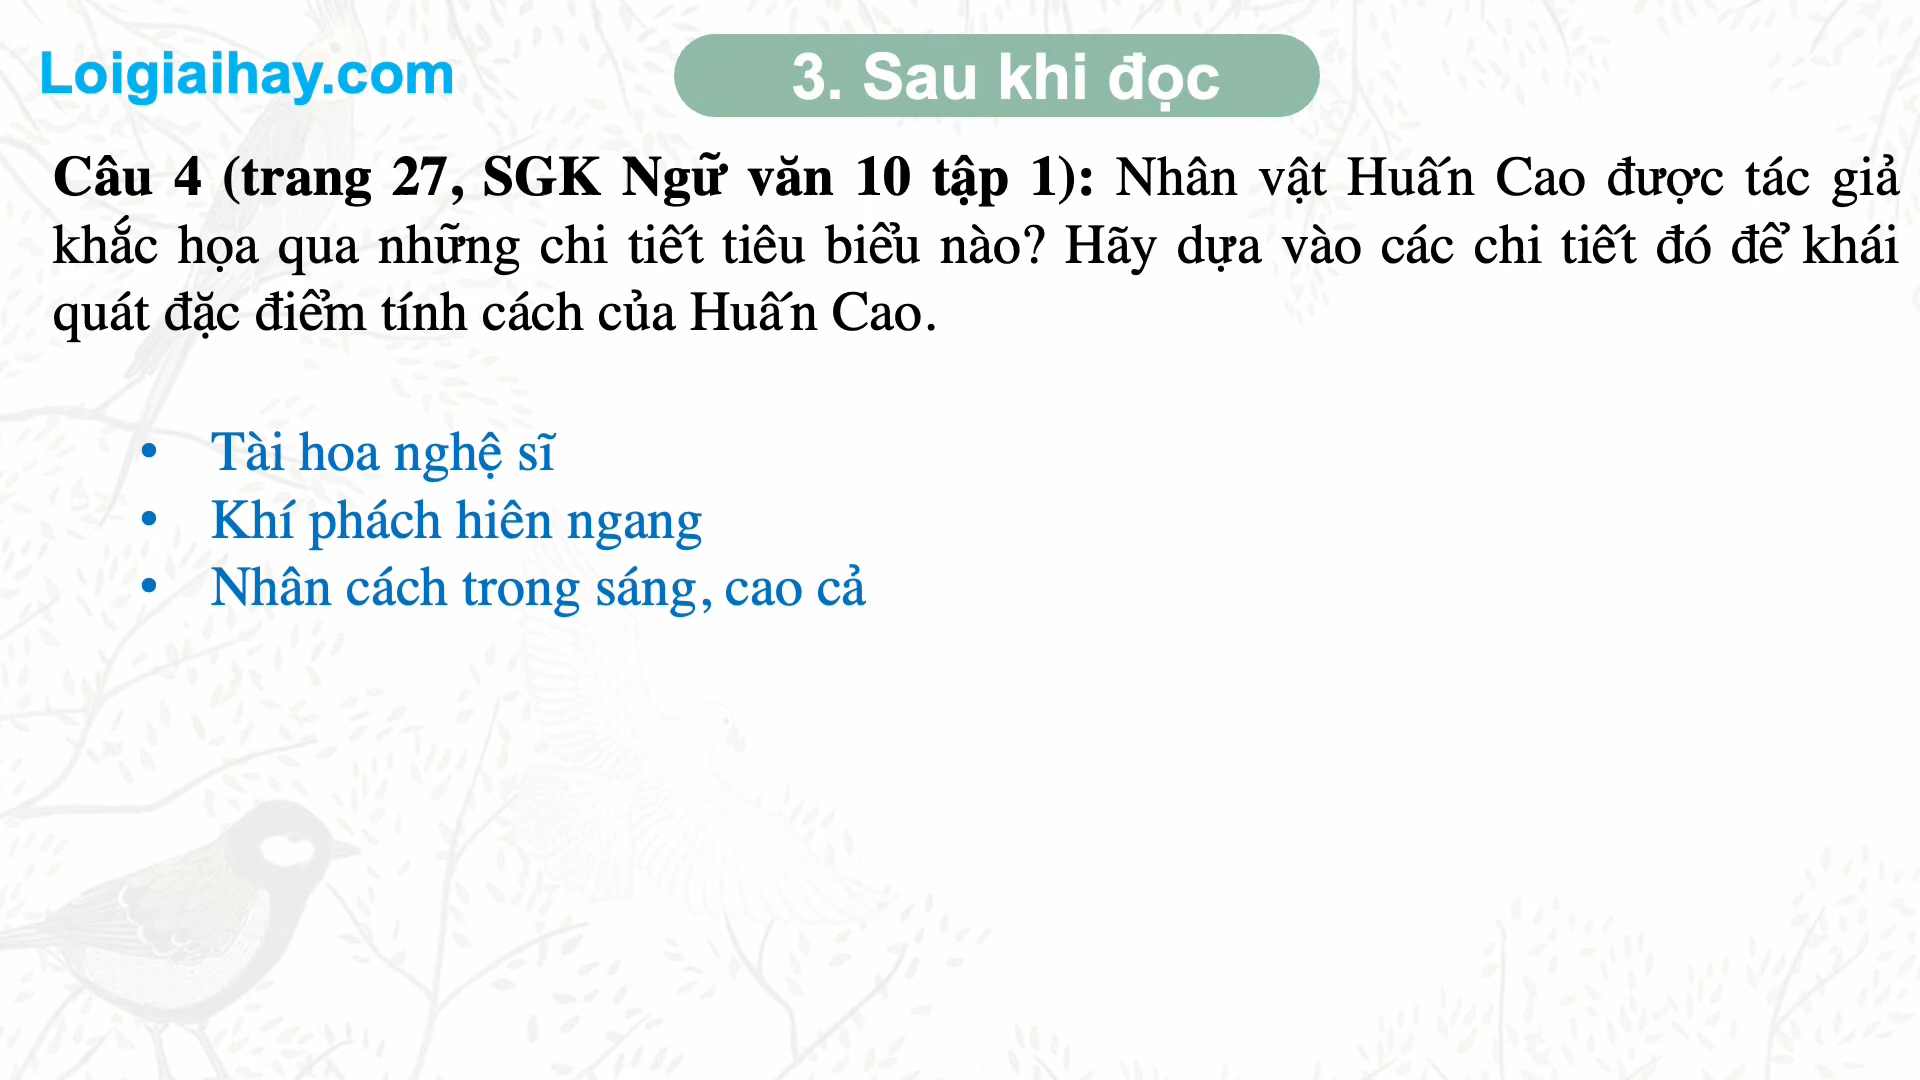 Loigiaihay.com
3. Sau khi đọc
Câu 4 (trang 27, SGK Ngữ văn 10 tập 1): Nhân vật Huấn Cao được tác giả
khắc họa qua những chi tiết tiêu biểu nào? Hãy dựa vào các chi tiết đó để khái
quát đặc điểm tính cách của Huấn Cao.
• Tài hoa nghệ sĩ
• Khí phách hiên ngang
• Nhân cách trong sáng, cao cả